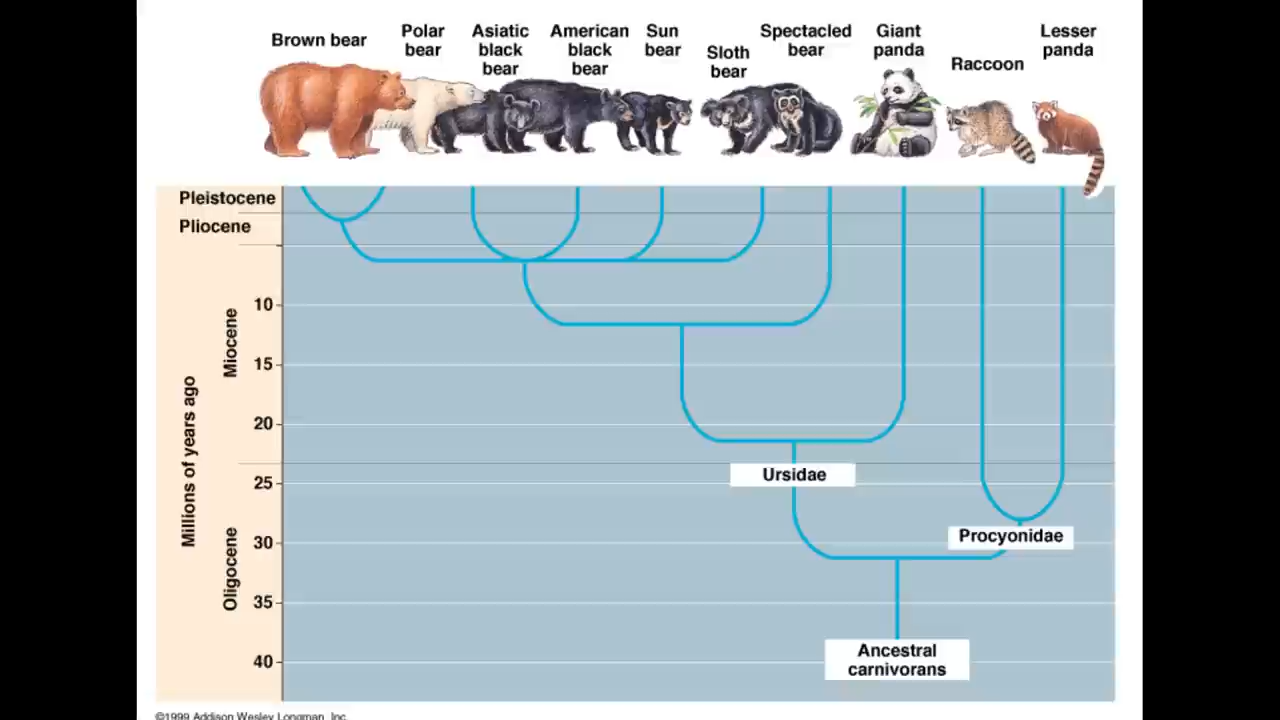 Brown bear
Polar
bear
Asiatic
black
bear
American
black
bear
Sun
bear
Sloth
bear
Spectacled
bear
Giant
panda
Raccoon
Lesser
panda
Pleistocene
Pliocene
Miocene
Oligocene
Millions of years ago
10
15
20
25
30
35
40
Ursidae
Procyonidae
Ancestral
carnivorans
©1999 Addison Wesley Longman, Inc.